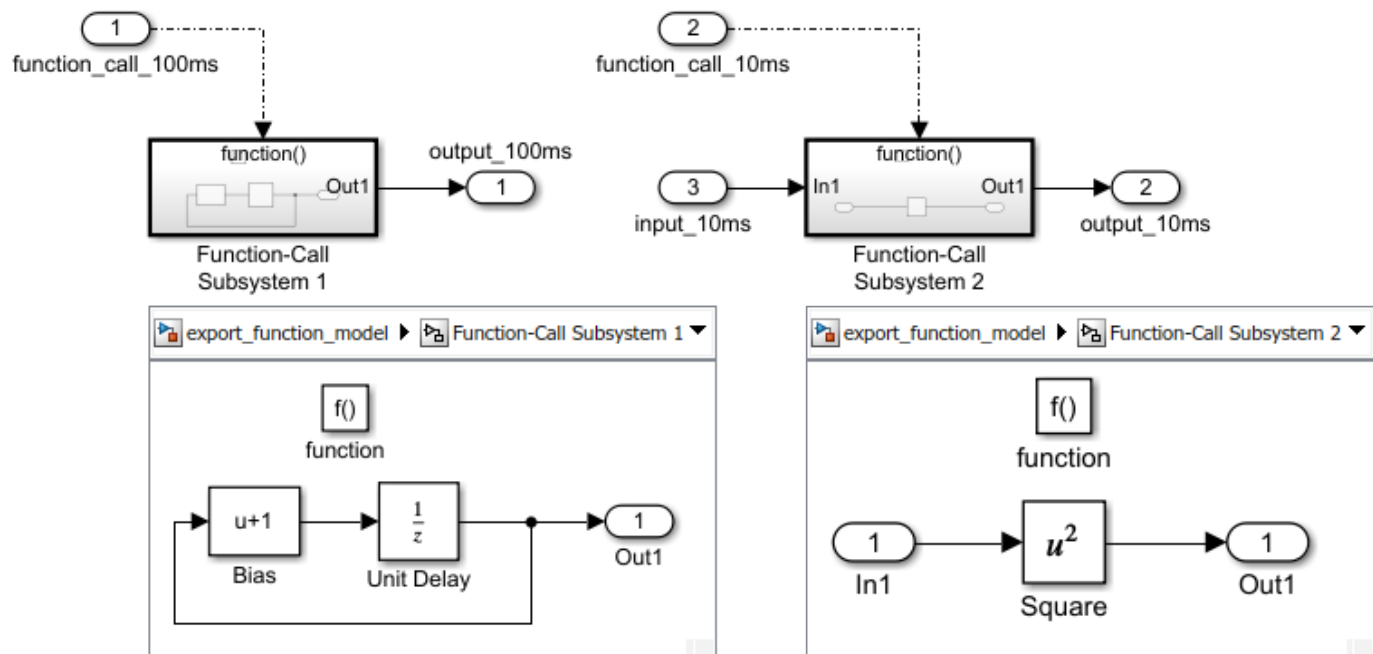 1
function_call_100ms
function()
Out1
Function-Call
Subsystem 1
output_100ms
1
2
function_call_10ms
3
input_10ms
function()
In1
Out1
Function-Call
Subsystem 2
2
output_10ms
export_function_model Function-Call Subsystem 1
f()
function
u+1
Bias
1
z
Unit Delay
1
Out1
export_function_model Function-Call Subsystem 2
f()
function
1
In1
u²
Square
1
Out1